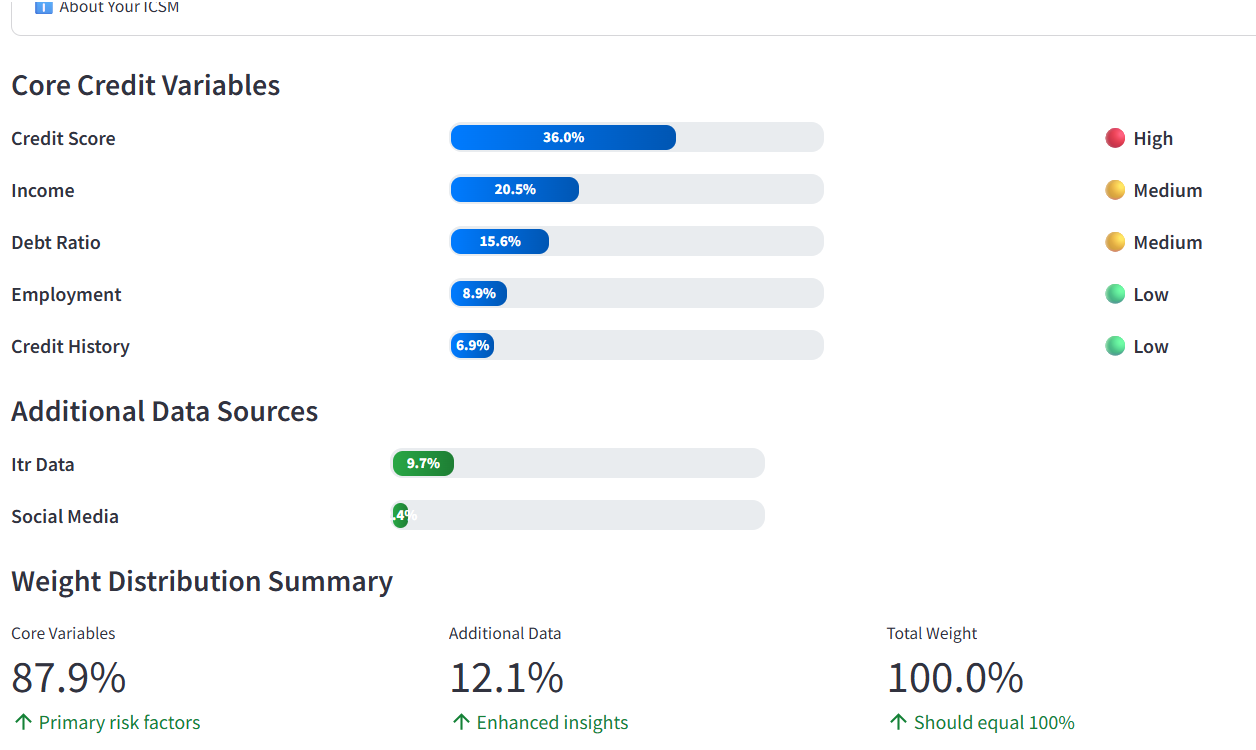 About Your ICSM
Core Credit Variables
Credit Score 36.0% High
Income 20.5% Medium
Debt Ratio 15.6% Medium
Employment 8.9% Low
Credit History 6.9% Low
Additional Data Sources
Itr Data 9.7%
Social Media .4%
Weight Distribution Summary
Core Variables Additional Data Total Weight
87.9% 12.1% 100.0%
↑ Primary risk factors ↑ Enhanced insights ↑ Should equal 100%